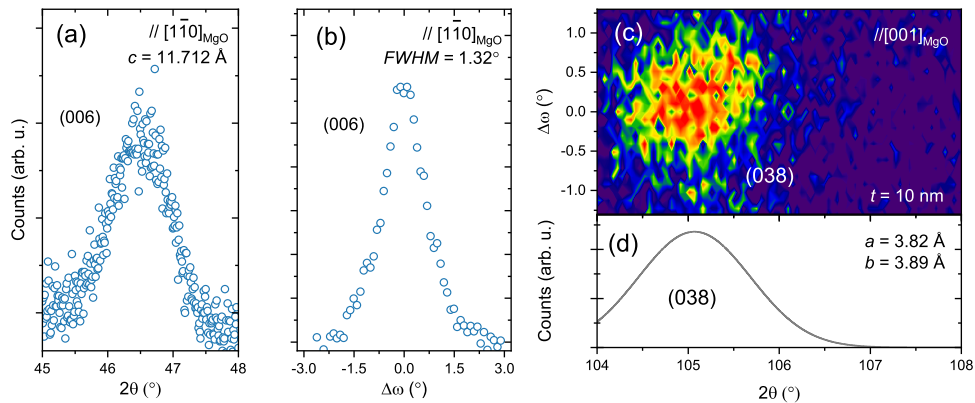 (a)
// [11̄0]MgO
c = 11.712 Å
(006)
Counts (arb. u.)
45 46 47 48
2θ (°)
(b)
// [11̄0]MgO
FWHM = 1.32°
(006)
-3.0 -1.5 0.0 1.5 3.0
Δω (°)
(c)
//[001]MgO
1.0
0.5
0.0
-0.5
-1.0
Δω (°)
(038)
t = 10 nm
(d)
a = 3.82 Å
b = 3.89 Å
(038)
Counts (arb. u.)
104 105 106 107 108
2θ (°)